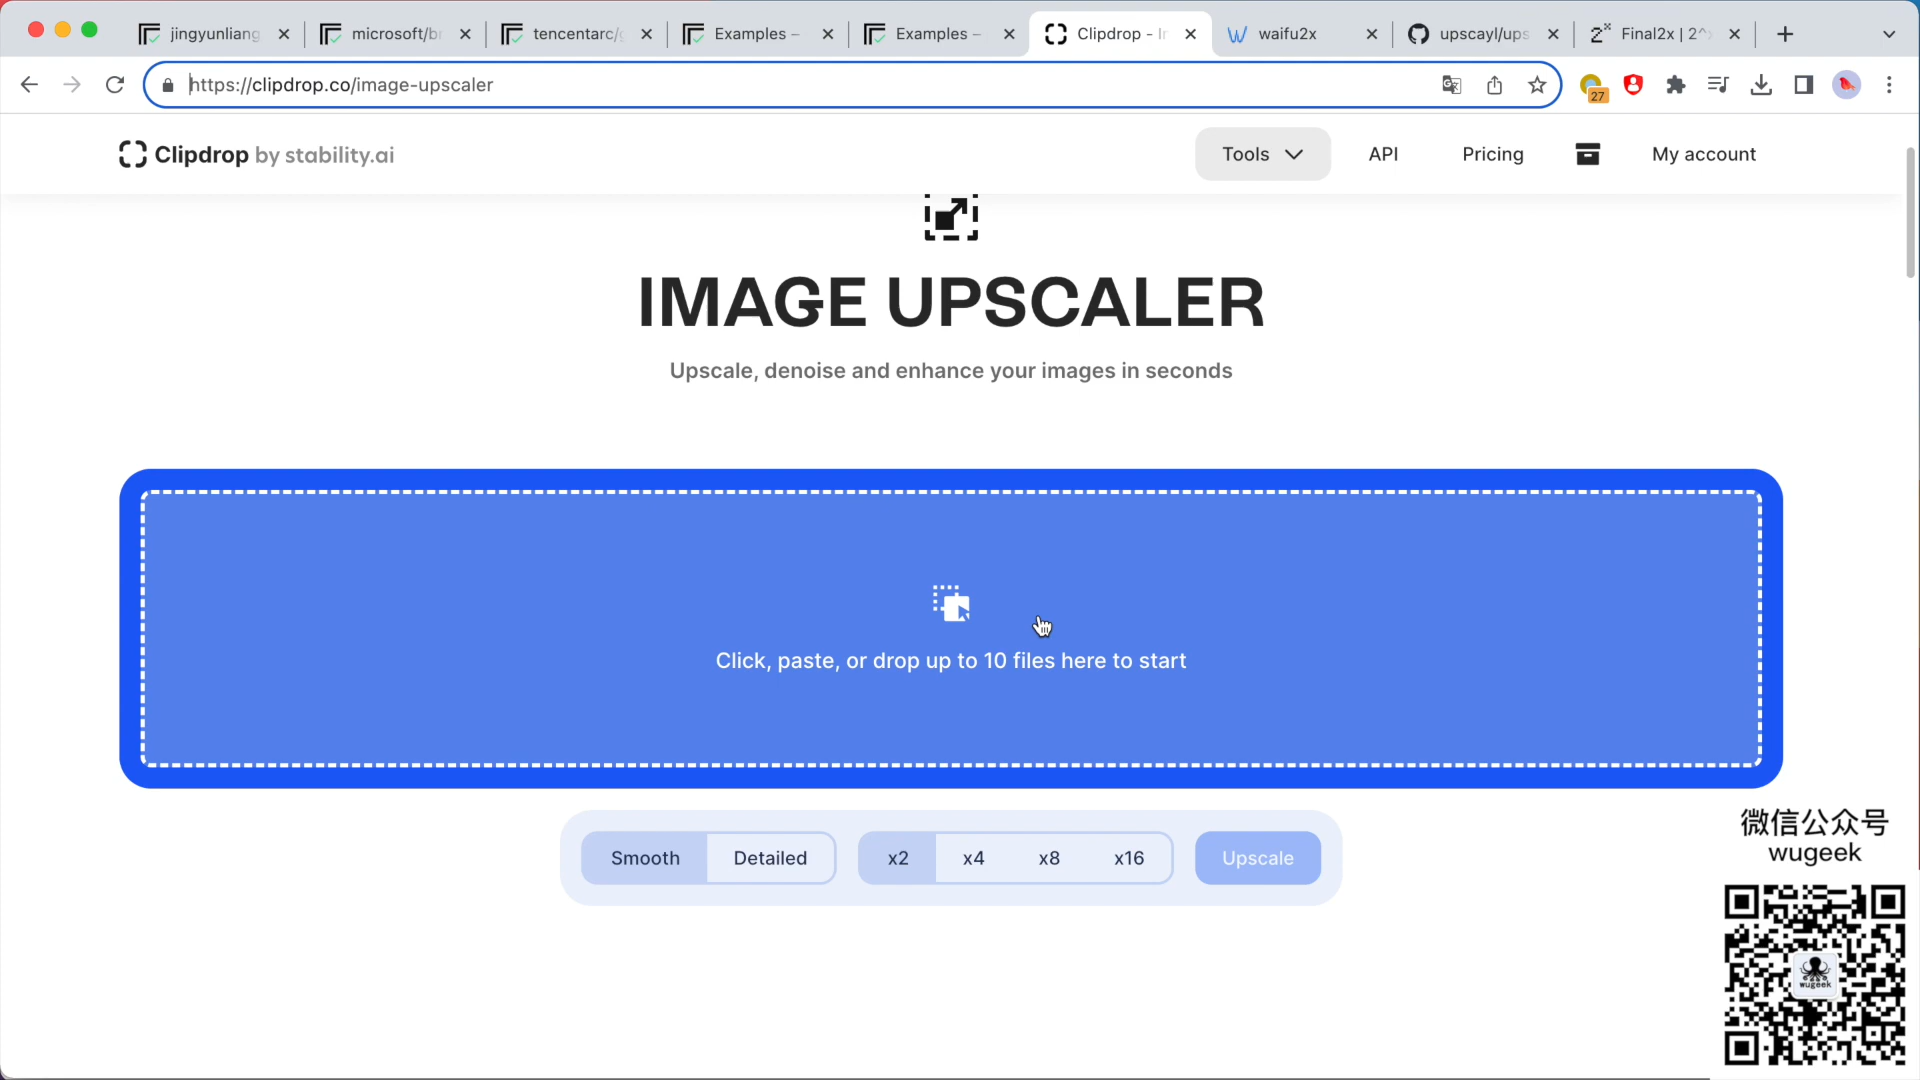 jingyunliang
microsoft/br
tencentarc/g
Examples –
Examples –
Clipdrop - Ir
waifu2x
upscayl/ups
Final2x | 2^x
https://clipdrop.co/image-upscaler
27
Clipdrop by stability.ai
Tools
API
Pricing
My account
IMAGE UPSCALER
Upscale, denoise and enhance your images in seconds
Click, paste, or drop up to 10 files here to start
Smooth
Detailed
x2
x4
x8
x16
Upscale
微信公众号
wugeek
wugeek